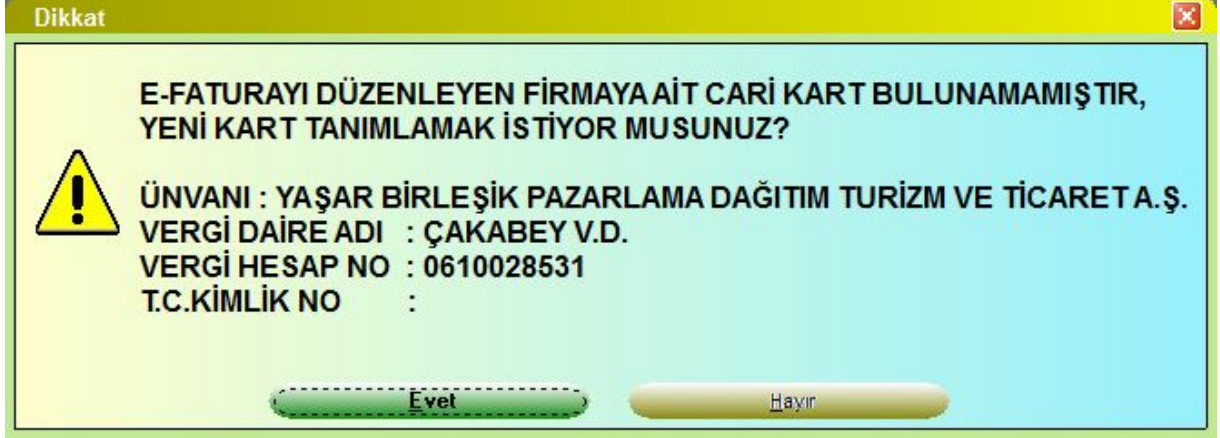 Dikkat
E-FATURAYI DÜZENLEYEN FİRMAYA AİT CARİ KART BULUNAMAMIŞTIR,
YENİ KART TANIMLAMAK İSTİYOR MUSUNUZ?
ÜNVANI : YAŞAR BİRLEŞİK PAZARLAMA DAĞITIM TURİZM VE TİCARET A.Ş.
VERGİ DAİRE ADI : ÇAKABEY V.D.
VERGİ HESAP NO : 0610028531
T.C.KİMLİK NO :
Evet Hayır